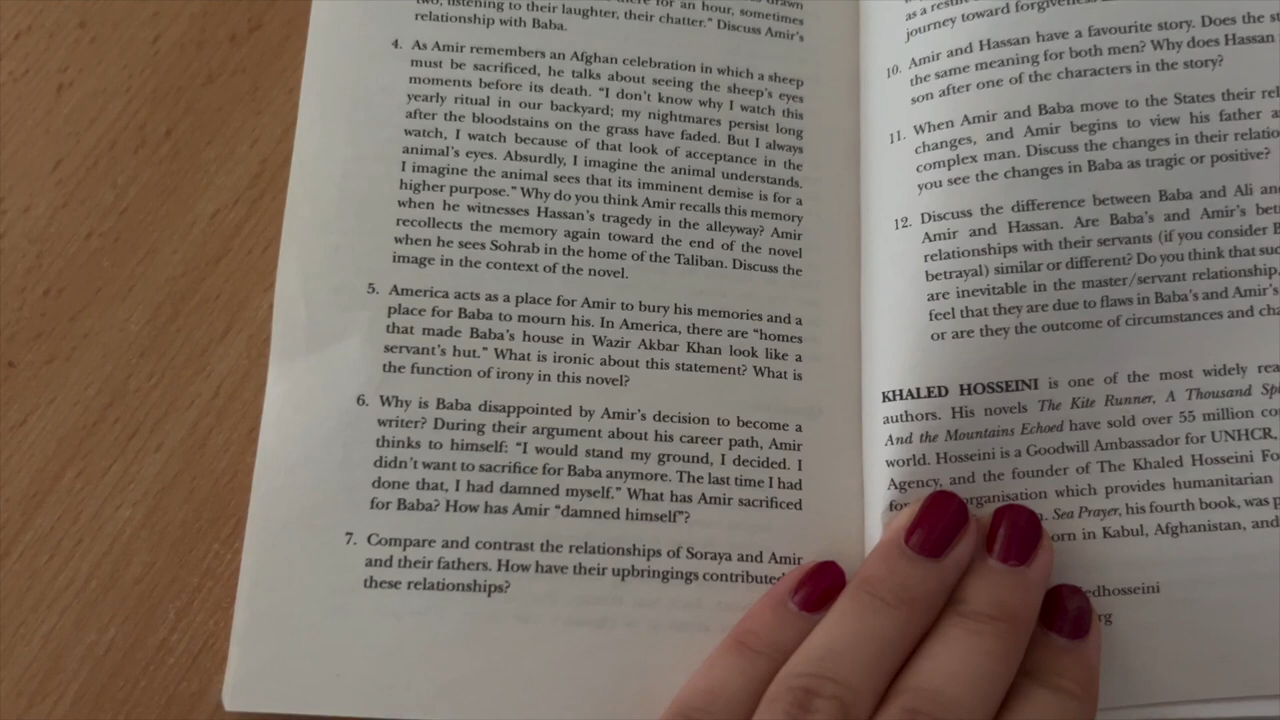 two, listening to their laughter, their chatter." Discuss Amir's
relationship with Baba.
4. As Amir remembers an Afghan celebration in which a sheep
must be sacrificed, he talks about seeing the sheep's eyes
moments before its death. "I don't know why I watch this
yearly ritual in our backyard; my nightmares persist long
after the bloodstains on the grass have faded. But I always
watch, I watch because of that look of acceptance in the
animal's eyes. Absurdly, I imagine the animal understands.
I imagine the animal sees that its imminent demise is for a
higher purpose." Why do you think Amir recalls this memory
when he witnesses Hassan's tragedy in the alleyway? Amir
recollects the memory again toward the end of the novel
when he sees Sohrab in the home of the Taliban. Discuss the
image in the context of the novel.
5. America acts as a place for Amir to bury his memories and a
place for Baba to mourn his. In America, there are "homes
that made Baba's house in Wazir Akbar Khan look like a
servant's hut." What is ironic about this statement? What is
the function of irony in this novel?
6. Why is Baba disappointed by Amir's decision to become a
writer? During their argument about his career path, Amir
thinks to himself: "I would stand my ground, I decided. I
didn't want to sacrifice for Baba anymore. The last time I had
done that, I had damned myself." What has Amir sacrificed
for Baba? How has Amir "damned himself"?
7. Compare and contrast the relationships of Soraya and Amir
and their fathers. How have their upbringings contributed
these relationships?
as a result
journey toward forgiveness
10. Amir and Hassan have a favourite story. Does the
the same meaning for both men? Why does Hassan
son after one of the characters in the story?
11. When Amir and Baba move to the States their
changes, and Amir begins to view his father
complex man. Discuss the changes in their
you see the changes in Baba as tragic or positive?
12. Discuss the difference between Baba and Ali
Amir and Hassan. Are Baba's and Amir's
relationships with their servants (if you consider
betrayal) similar or different? Do you think that
are inevitable in the master/servant relationship,
feel that they are due to flaws in Baba's and Amir's
or are they the outcome of circumstances and
KHALED HOSSEINI is one of the most widely
authors. His novels The Kite Runner, A Thousand
And the Mountains Echoed have sold over 55 million
world. Hosseini is a Goodwill Ambassador for UNHCR,
Agency, and the founder of The Khaled Hosseini
organisation which provides humanitarian
Sea Prayer, his fourth book, was
orn in Kabul, Afghanistan, and
edhosseini
rg